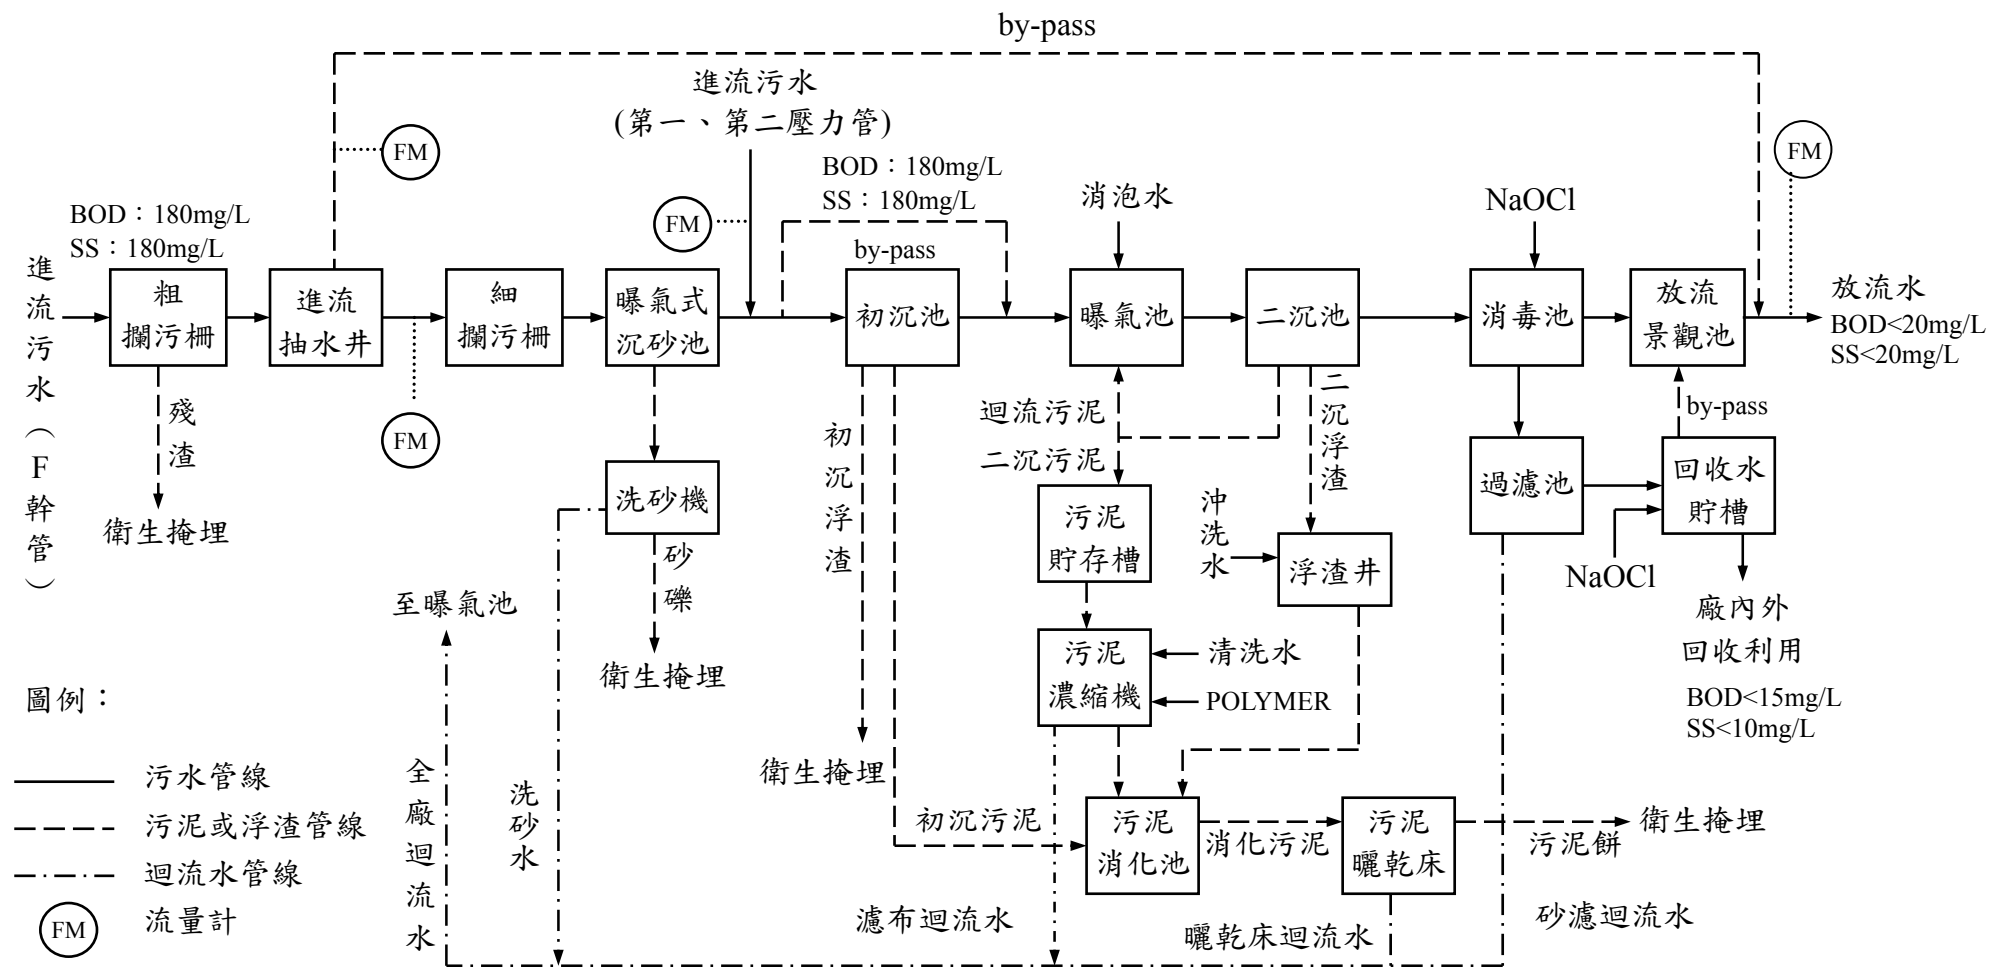 by-pass
進流污水
(第一、第二壓力管)
FM
FM
BOD：180mg/L
SS：180mg/L
FM
消泡水
NaOCl
BOD：180mg/L
SS：180mg/L
by-pass
進流污水（F幹管）
粗
攔污柵
進流
抽水井
細
攔污柵
曝氣式
沉砂池
初沉池
曝氣池
二沉池
消毒池
放流
景觀池
放流水
BOD<20mg/L
SS<20mg/L
殘渣
衛生掩埋
FM
洗砂機
砂礫
衛生掩埋
初沉浮渣
衛生掩埋
迴流污泥
二沉污泥
二沉浮渣
by-pass
過濾池
回收水
貯槽
NaOCl
廠內外
回收利用
BOD<15mg/L
SS<10mg/L
污泥
貯存槽
沖洗水
浮渣井
污泥
濃縮機
清洗水
POLYMER
至曝氣池
全廠迴流水
洗砂水
初沉污泥
污泥
消化池
消化污泥
污泥
曬乾床
污泥餅
衛生掩埋
濾布迴流水
曬乾床迴流水
砂濾迴流水
圖例：
污水管線
污泥或浮渣管線
迴流水管線
FM
流量計